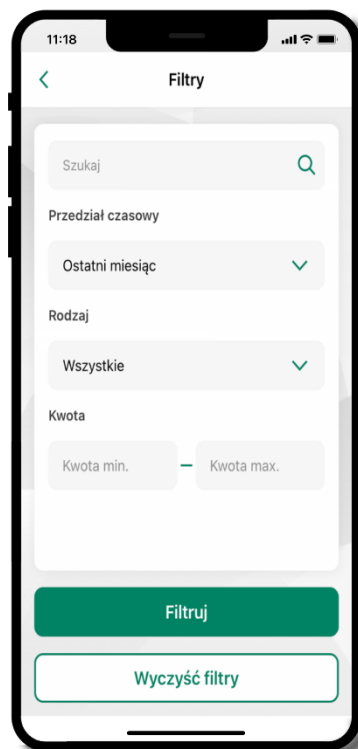 11:18
Filtry
Szukaj
Przedział czasowy
Ostatni miesiąc
Rodzaj
Wszystkie
Kwota
Kwota min. – Kwota max.
Filtruj
Wyczyść filtry